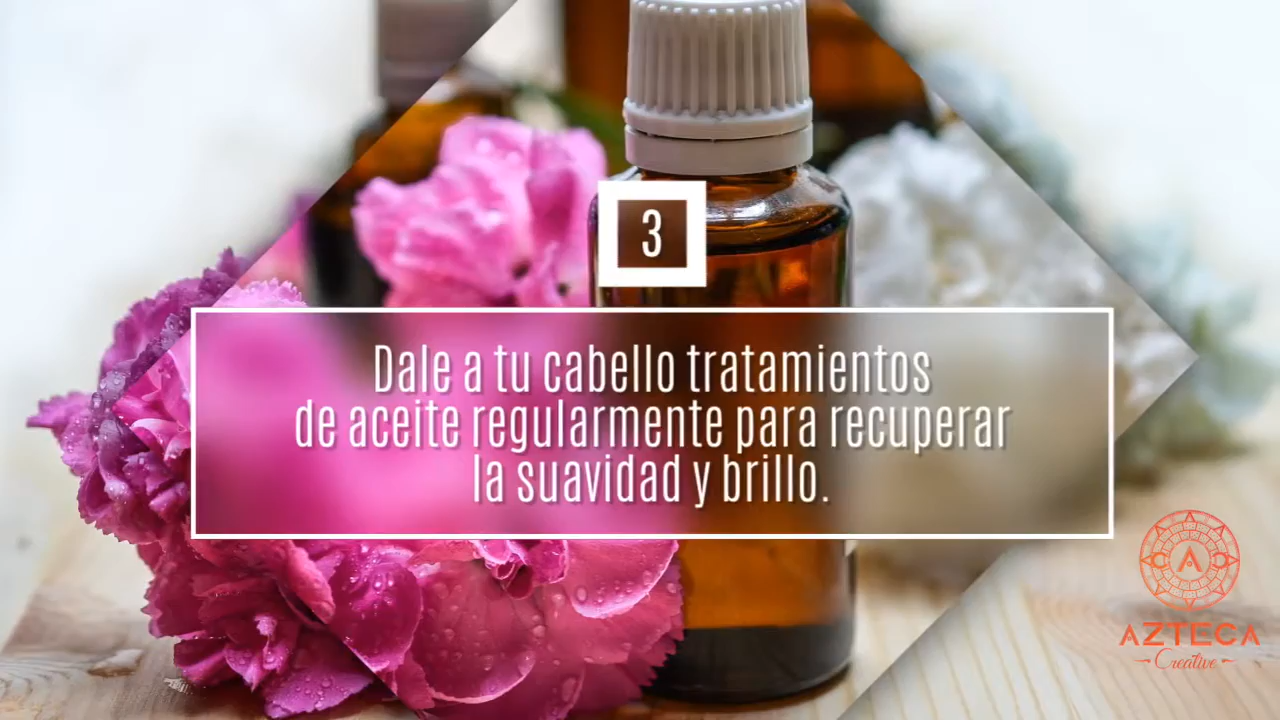 3
Dale a tu cabello tratamientos
de aceite regularmente para recuperar
la suavidad y brillo.
A
AZTECA
Creative